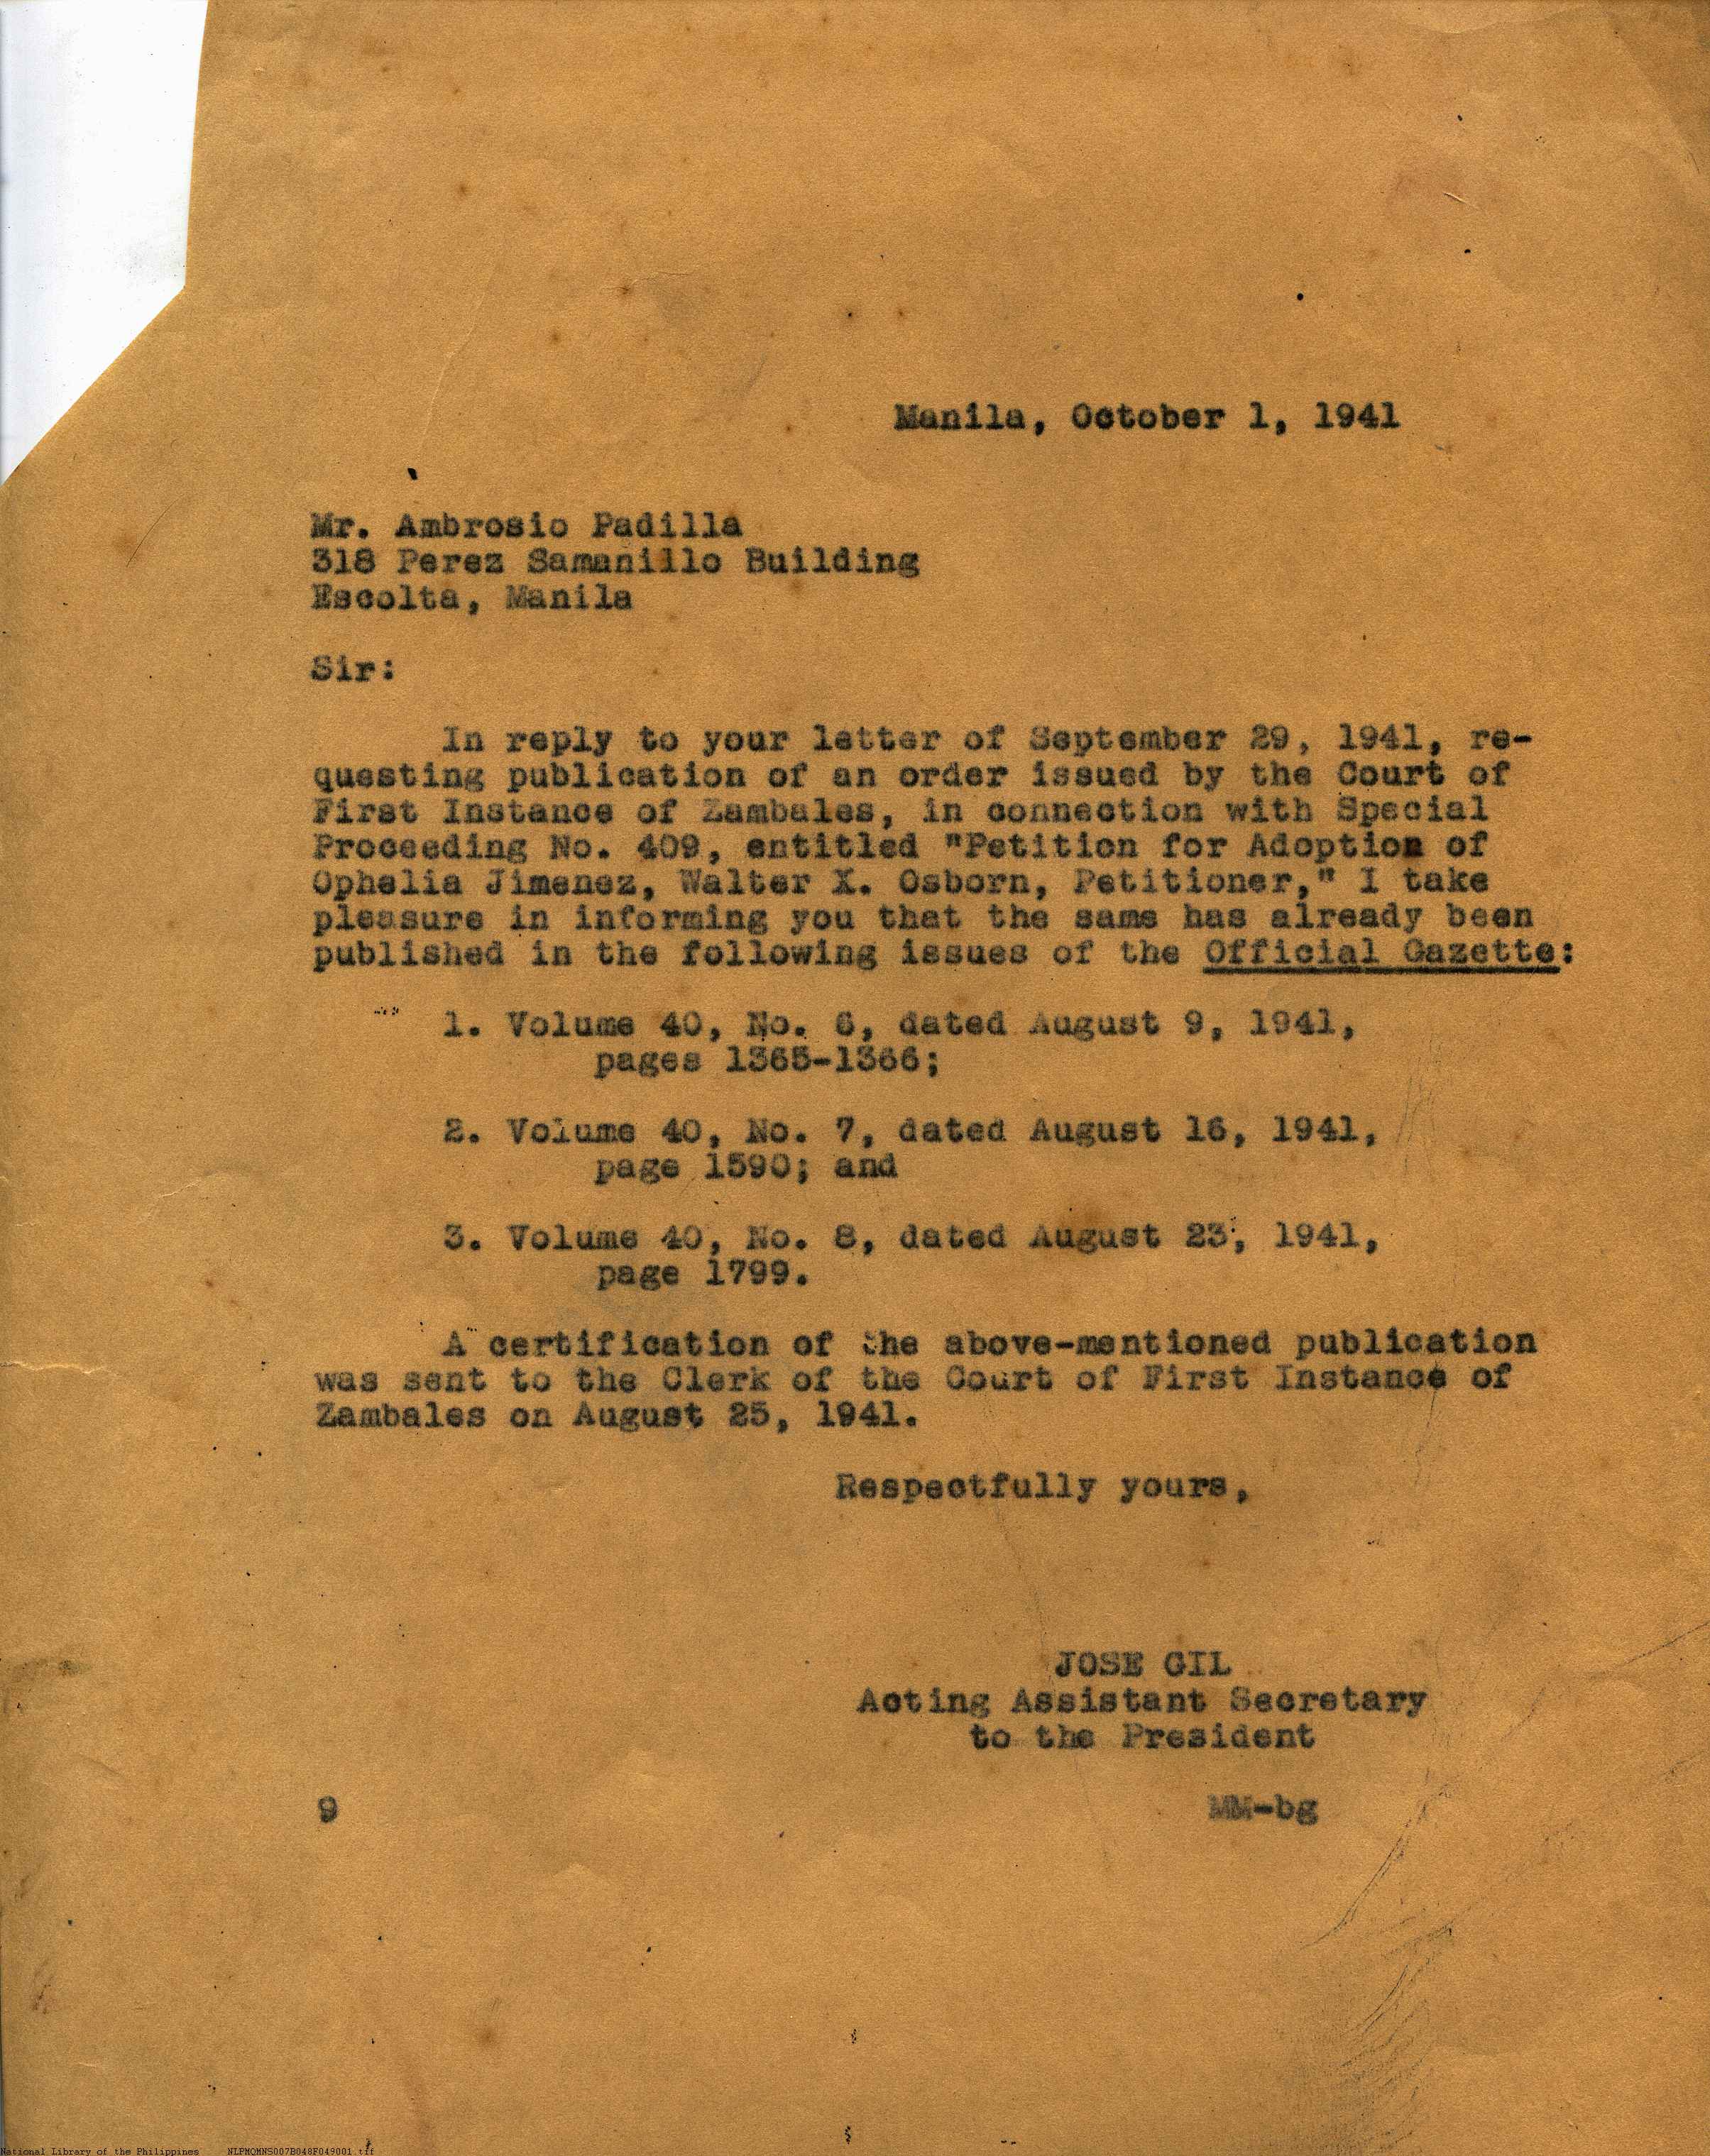 Manila, October 1, 1941
Mr. Ambrosio Padilla
318 Perez Samanillo Building
Escolta, Manila
Sir:
In reply to your letter of September 29, 1941, re-
questing publication of an order issued by the Court of
First Instance of Zambales, in connection with Special
Proceeding No. 409, entitled "Petition for Adoption of
Ophelia Jimenez, Walter X. Osborn, Petitioner," I take
pleasure in informing you that the same has already been
published in the following issues of the Official Gazette:
1. Volume 40, No. 6, dated August 9, 1941,
pages 1365-1366;
2. Volume 40, No. 7, dated August 16, 1941,
page 1590; and
3. Volume 40, No. 8, dated August 23, 1941,
page 1799.
A certification of the above-mentioned publication
was sent to the Clerk of the Court of First Instance of
Zambales on August 25, 1941.
Respectfully yours,
JOSE GIL
Acting Assistant Secretary
to the President
9 MM-bg
National Library of the Philippines NLPMQMNS007B048F049001.tif